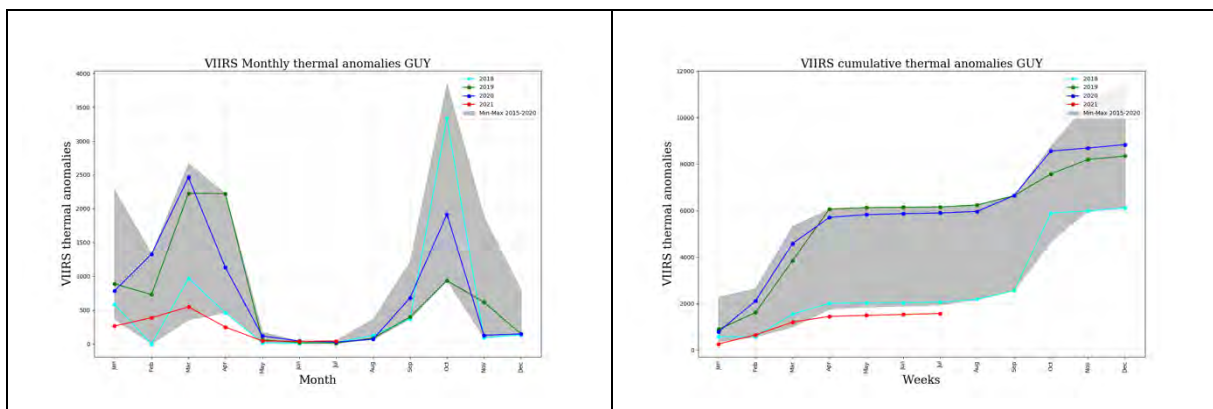 VIIRS Monthly thermal anomalies GUY
2018
2019
2020
2021
Min-Max 2015-2020
VIIRS thermal anomalies
4000
3500
3000
2500
2000
1500
1000
500
0
Jan
Feb
Mar
Apr
May
Jun
Jul
Aug
Sep
Oct
Nov
Dec
Month
VIIRS cumulative thermal anomalies GUY
2018
2019
2020
2021
Min-Max 2015-2020
VIIRS thermal anomalies
12000
10000
8000
6000
4000
2000
0
Jan
Feb
Mar
Apr
May
Jun
Jul
Aug
Sep
Oct
Nov
Dec
Weeks